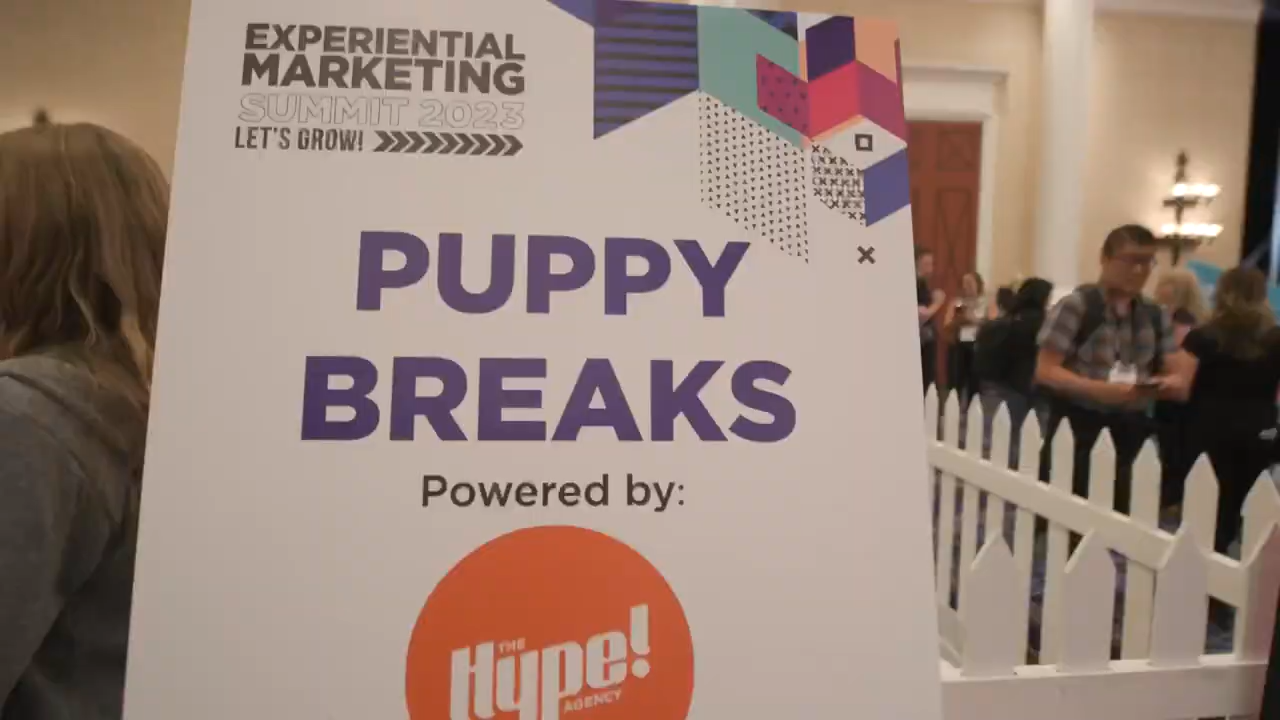 EXPERIENTIAL
MARKETING
SUMMIT 2023
LET'S GROW!
PUPPY
BREAKS
Powered by:
THE
Hype!
AGENCY